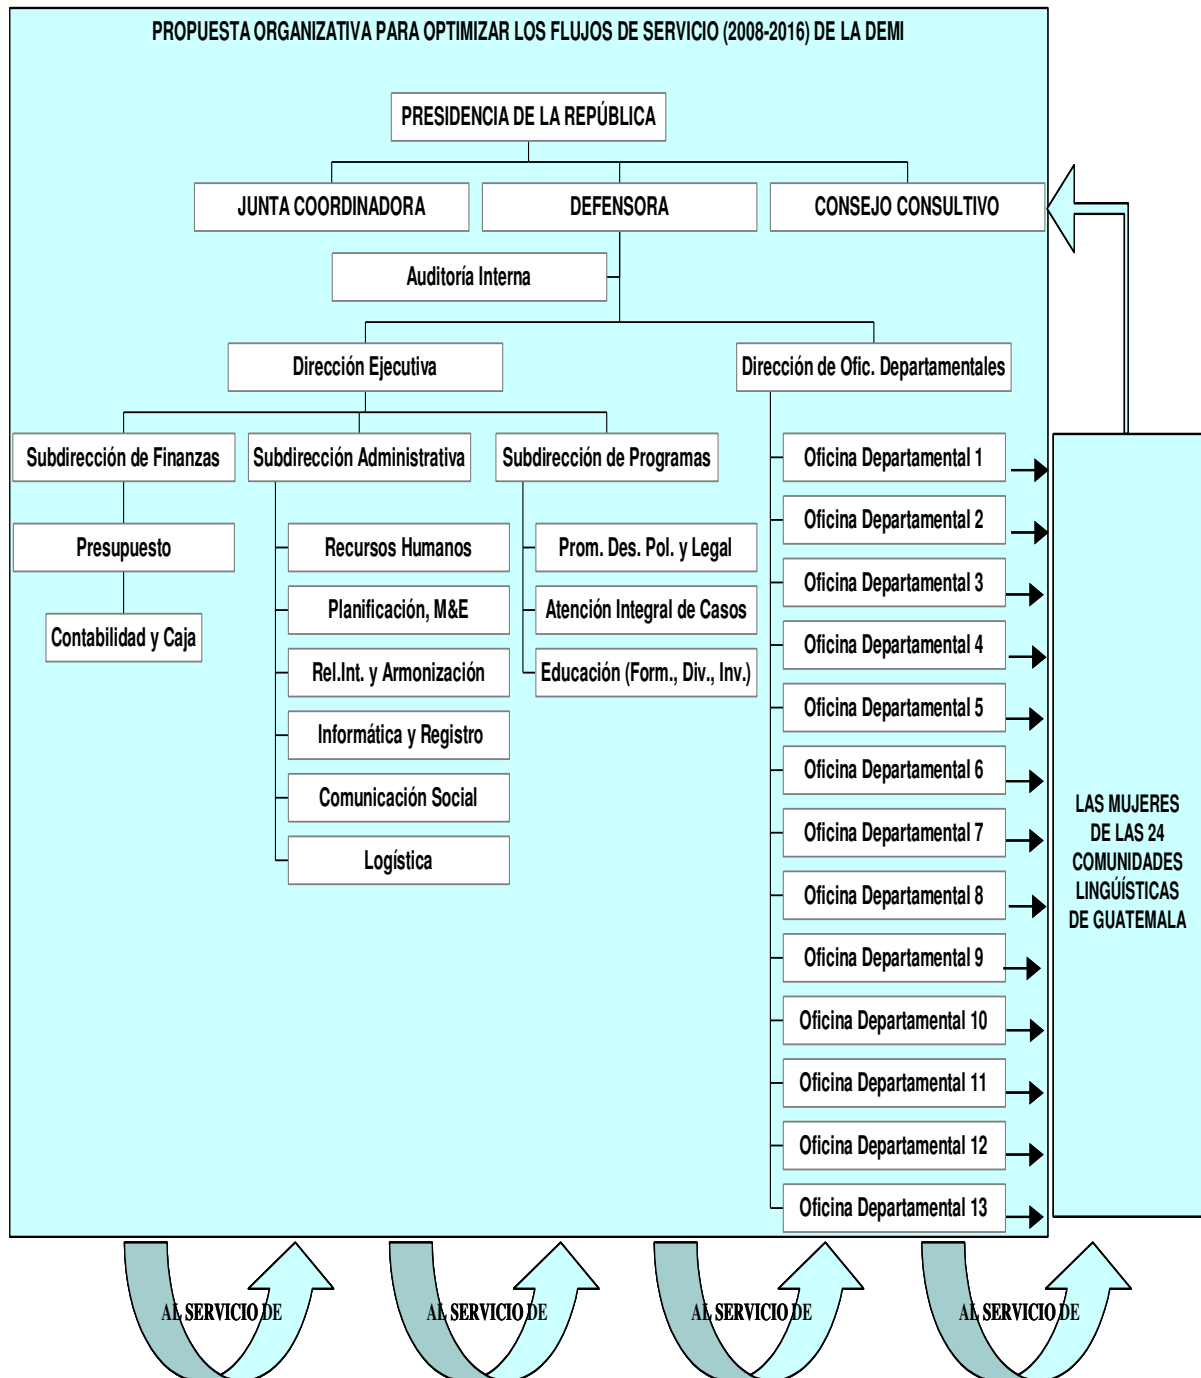 PROPUESTA ORGANIZATIVA PARA OPTIMIZAR LOS FLUJOS DE SERVICIO (2008-2016) DE LA DEMI
PRESIDENCIA DE LA REPÚBLICA
JUNTA COORDINADORA
DEFENSORA
CONSEJO CONSULTIVO
Auditoría Interna
Dirección Ejecutiva
Dirección de Ofic. Departamentales
Subdirección de Finanzas
Subdirección Administrativa
Subdirección de Programas
Presupuesto
Contabilidad y Caja
Recursos Humanos
Planificación, M&E
Rel.Int. y Armonización
Informática y Registro
Comunicación Social
Logística
Prom. Des. Pol. y Legal
Atención Integral de Casos
Educación (Form., Div., Inv.)
Oficina Departamental 1
Oficina Departamental 2
Oficina Departamental 3
Oficina Departamental 4
Oficina Departamental 5
Oficina Departamental 6
Oficina Departamental 7
Oficina Departamental 8
Oficina Departamental 9
Oficina Departamental 10
Oficina Departamental 11
Oficina Departamental 12
Oficina Departamental 13
LAS MUJERES
DE LAS 24
COMUNIDADES
LINGÚÍSTICAS
DE GUATEMALA
AL SERVICIO DE
AL SERVICIO DE
AL SERVICIO DE
AL SERVICIO DE